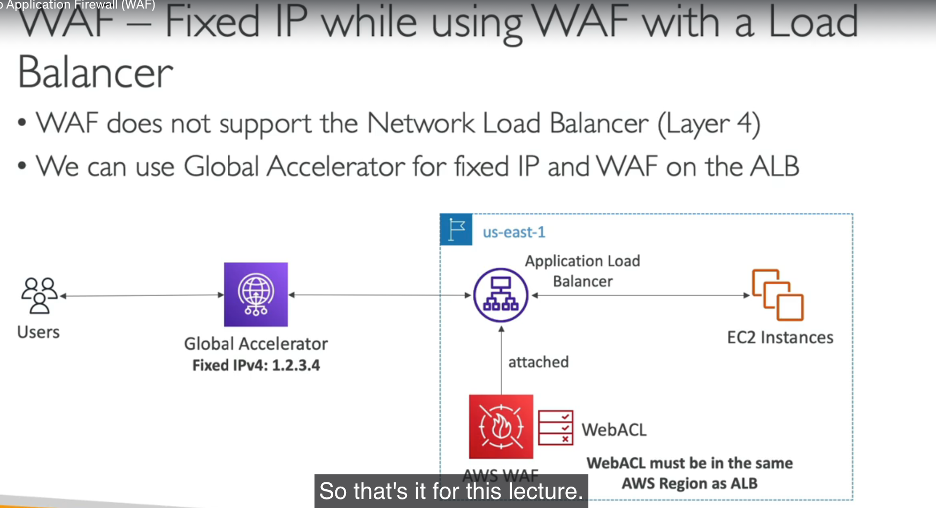 Application Firewall (WAF)
WAF – Fixed IP while using WAF with a Load
Balancer
• WAF does not support the Network Load Balancer (Layer 4)
• We can use Global Accelerator for fixed IP and WAF on the ALB
us-east-1
Application Load
Balancer
Users
Global Accelerator
Fixed IPv4: 1.2.3.4
EC2 Instances
attached
WebACL
AWS WAF
WebACL must be in the same
AWS Region as ALB
So that's it for this lecture.